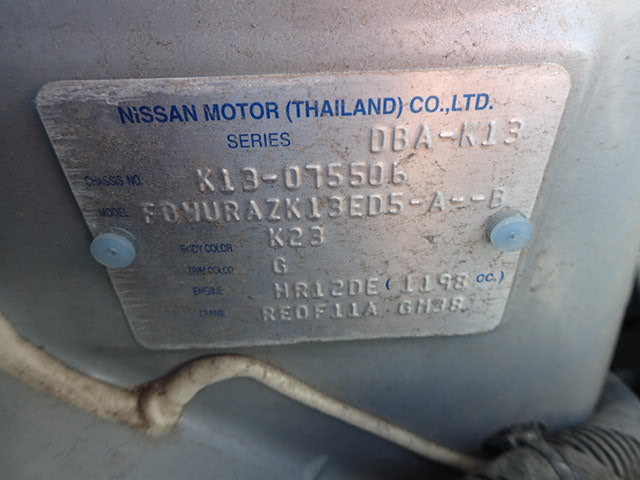 NISSAN MOTOR (THAILAND) CO.,LTD.
SERIES DBA-K13
CHASSIS NO. K13-075506
MODEL FDWURAZK13ED5-A--B
BODY COLOR K23
TRIM COLOR G
ENGINE HR12DE ( 1198 cc.)
TRANS RE0F11A GH38